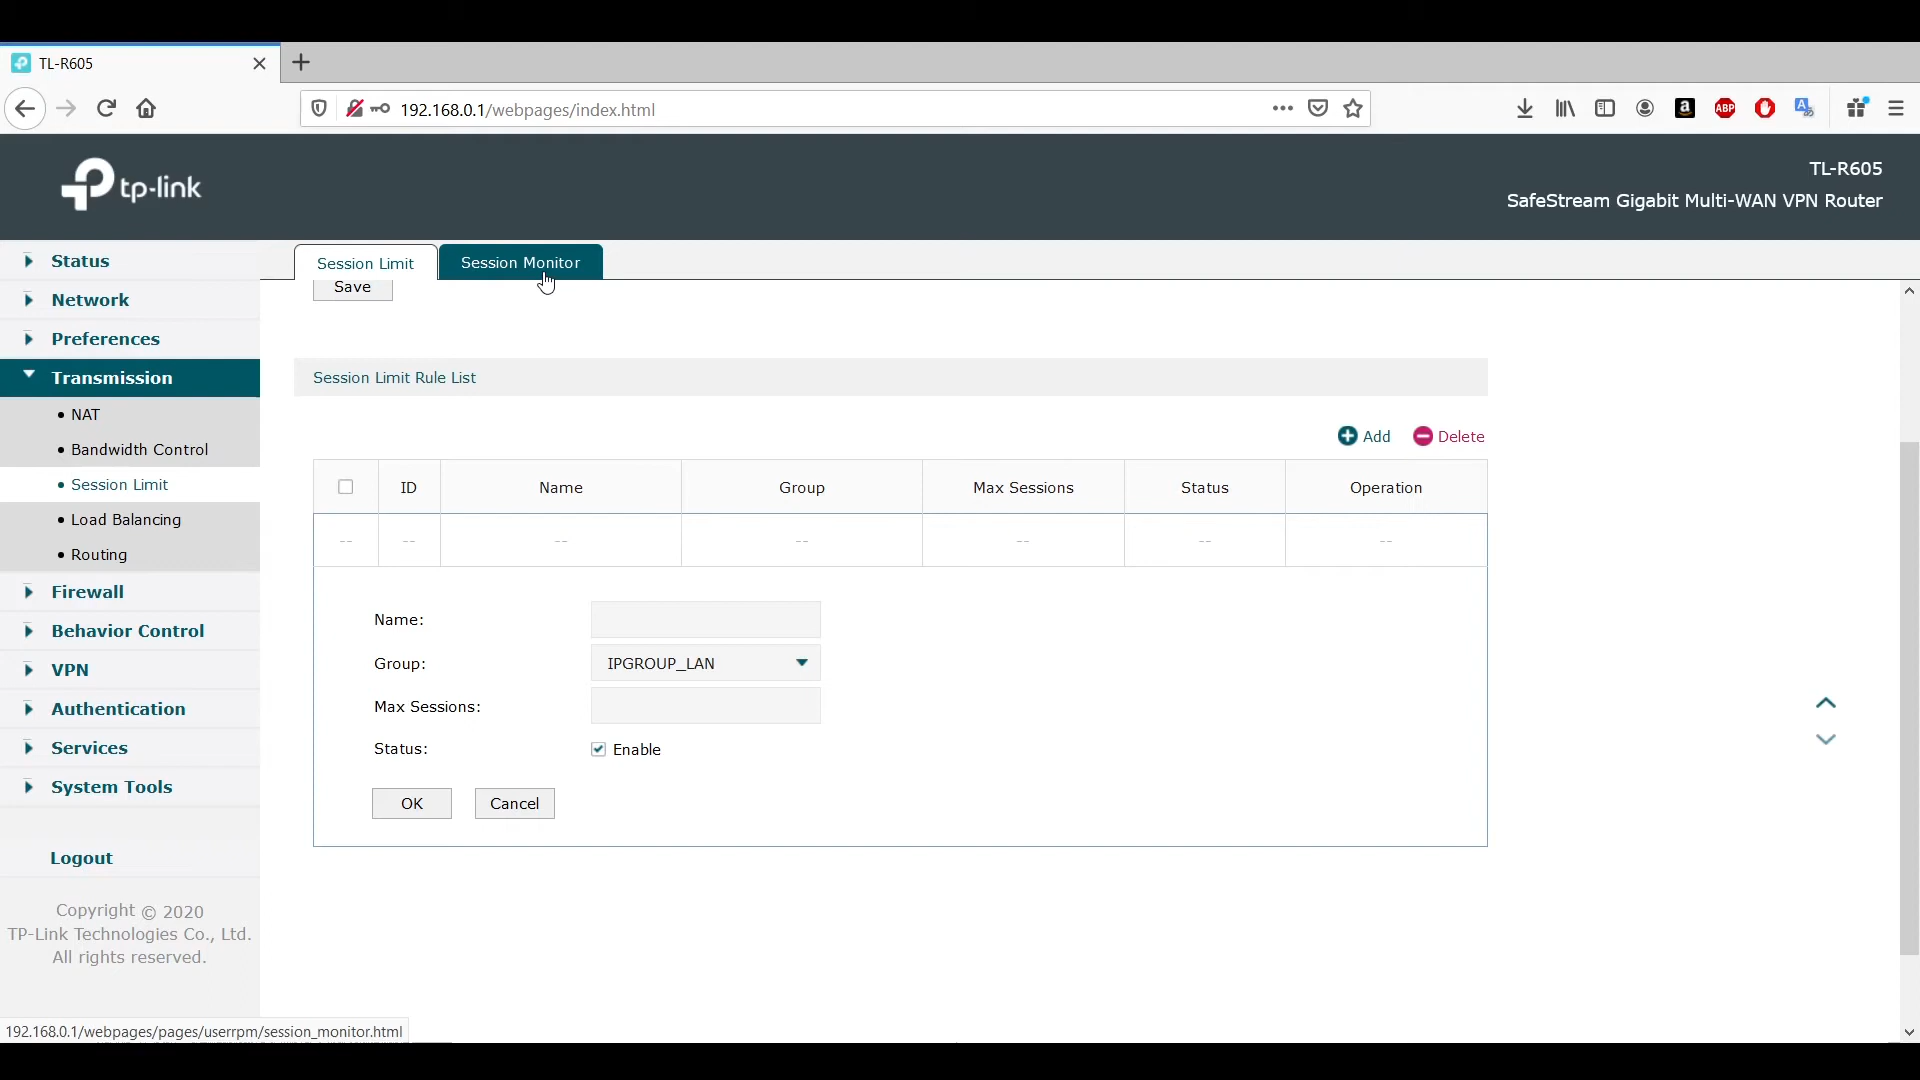 TL-R605
192.168.0.1/webpages/index.html
ABP
tp-link
TL-R605
SafeStream Gigabit Multi-WAN VPN Router
Status
Network
Preferences
Transmission
NAT
Bandwidth Control
Session Limit
Load Balancing
Routing
Firewall
Behavior Control
VPN
Authentication
Services
System Tools
Logout
Copyright © 2020
TP-Link Technologies Co., Ltd.
All rights reserved.
Session Limit Session Monitor
Save
Session Limit Rule List
Add Delete
ID Name Group Max Sessions Status Operation
-- -- -- -- -- -- --
Name:
Group: IPGROUP_LAN
Max Sessions:
Status: Enable
OK Cancel
192.168.0.1/webpages/pages/userrpm/session_monitor.html